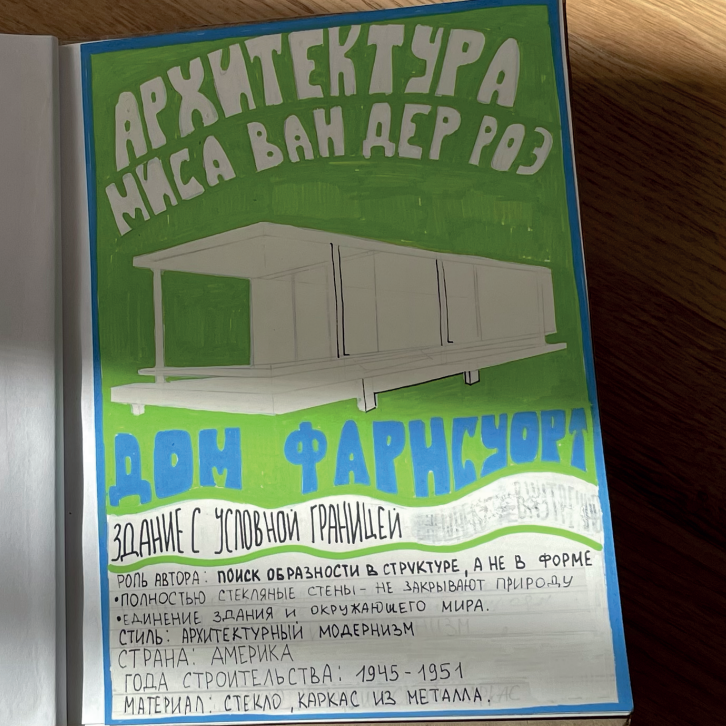 АРХИТЕКТУРА
МИСА ВАН ДЕР РОЭ
ДОМ ФАРНСУОРТ
ЗДАНИЕ С УСЛОВНОЙ ГРАНИЦЕЙ
РОЛЬ АВТОРА: ПОИСК ОБРАЗНОСТИ В СТРУКТУРЕ, А НЕ В ФОРМЕ
•ПОЛНОСТЬЮ СТЕКЛЯНЫЕ СТЕНЫ - НЕ ЗАКРЫВАЮТ ПРИРОДУ
•ЕДИНЕНИЕ ЗДАНИЯ И ОКРУЖАЮЩЕГО МИРА.
СТИЛЬ: АРХИТЕКТУРНЫЙ МОДЕРНИЗМ
СТРАНА: АМЕРИКА
ГОДА СТРОИТЕЛЬСТВА: 1945-1951
МАТЕРИАЛ: СТЕКЛО, КАРКАС ИЗ МЕТАЛЛА.